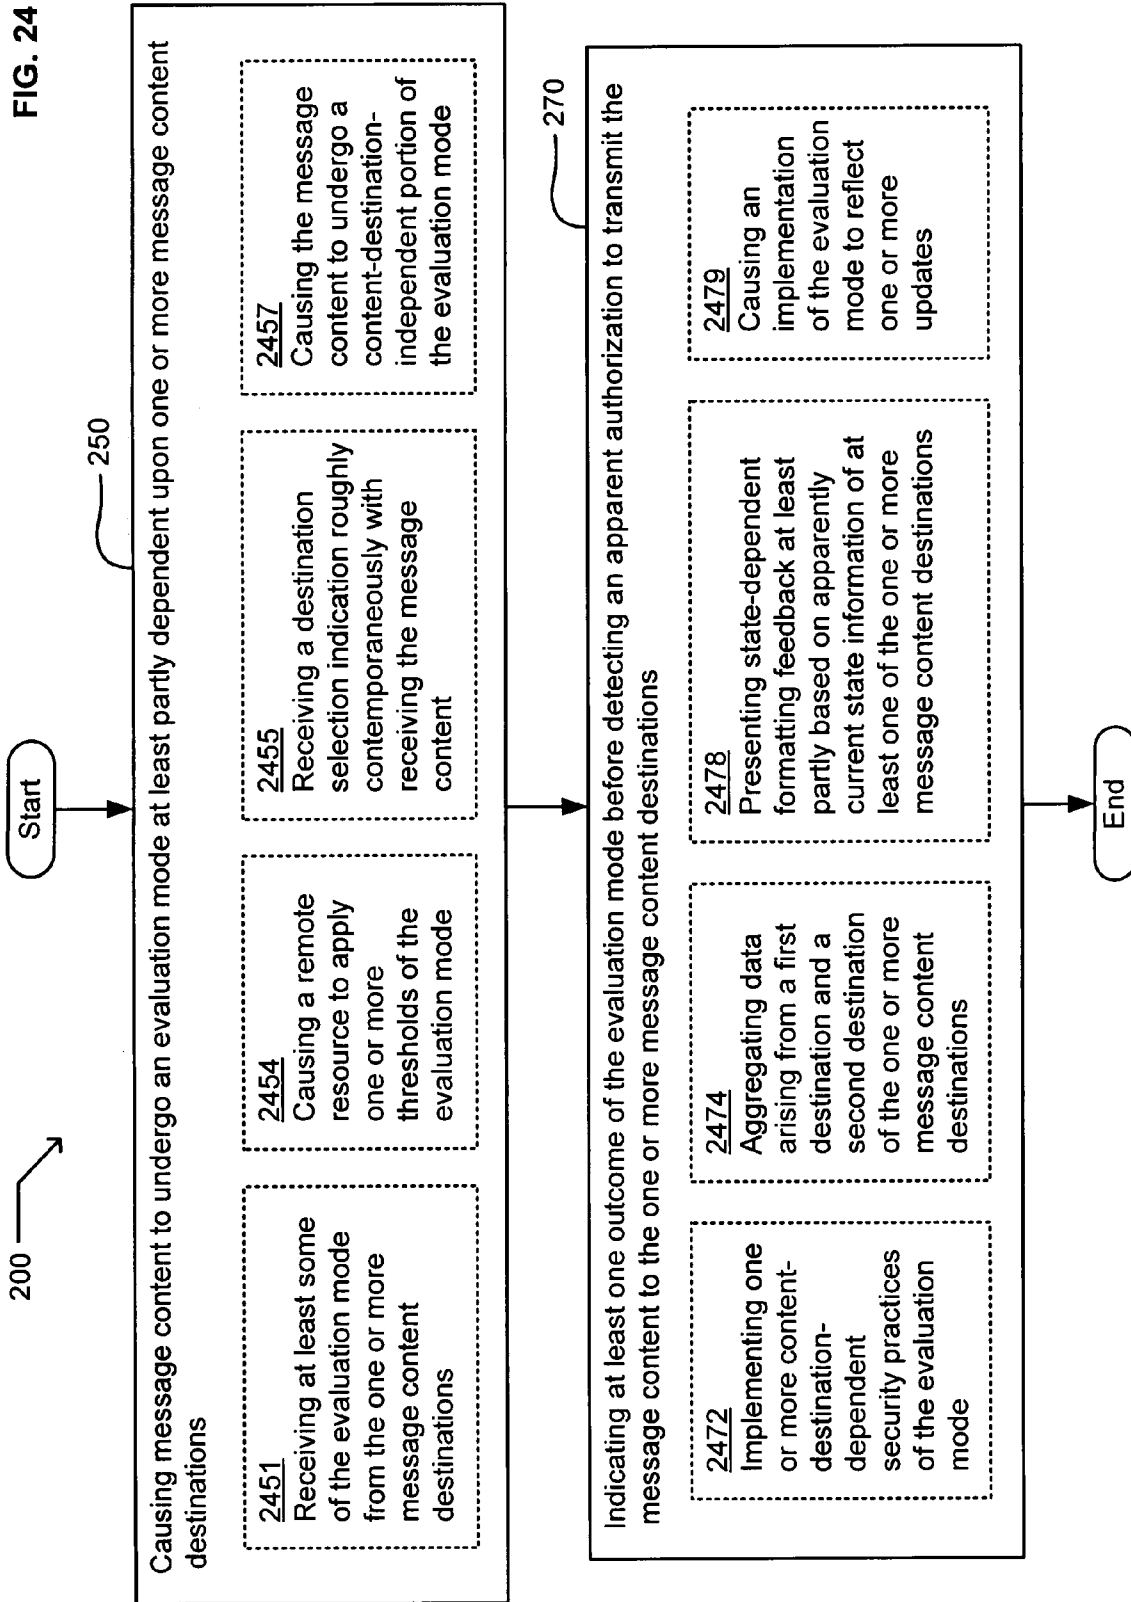 FIG. 24
200
Start
250
Causing message content to undergo an evaluation mode at least partly dependent upon one or more message content
destinations
2451
Receiving at least some
of the evaluation mode
from the one or more
message content
destinations
2454
Causing a remote
resource to apply
one or more
thresholds of the
evaluation mode
2455
Receiving a destination
selection indication roughly
contemporaneously with
receiving the message
content
2457
Causing the message
content to undergo a
content-destination-
independent portion of
the evaluation mode
270
Indicating at least one outcome of the evaluation mode before detecting an apparent authorization to transmit the
message content to the one or more message content destinations
2472
Implementing one
or more content-
destination-
dependent
security practices
of the evaluation
mode
2474
Aggregating data
arising from a first
destination and a
second destination
of the one or more
message content
destinations
2478
Presenting state-dependent
formatting feedback at least
partly based on apparently
current state information of at
least one of the one or more
message content destinations
2479
Causing an
implementation
of the evaluation
mode to reflect
one or more
updates
End